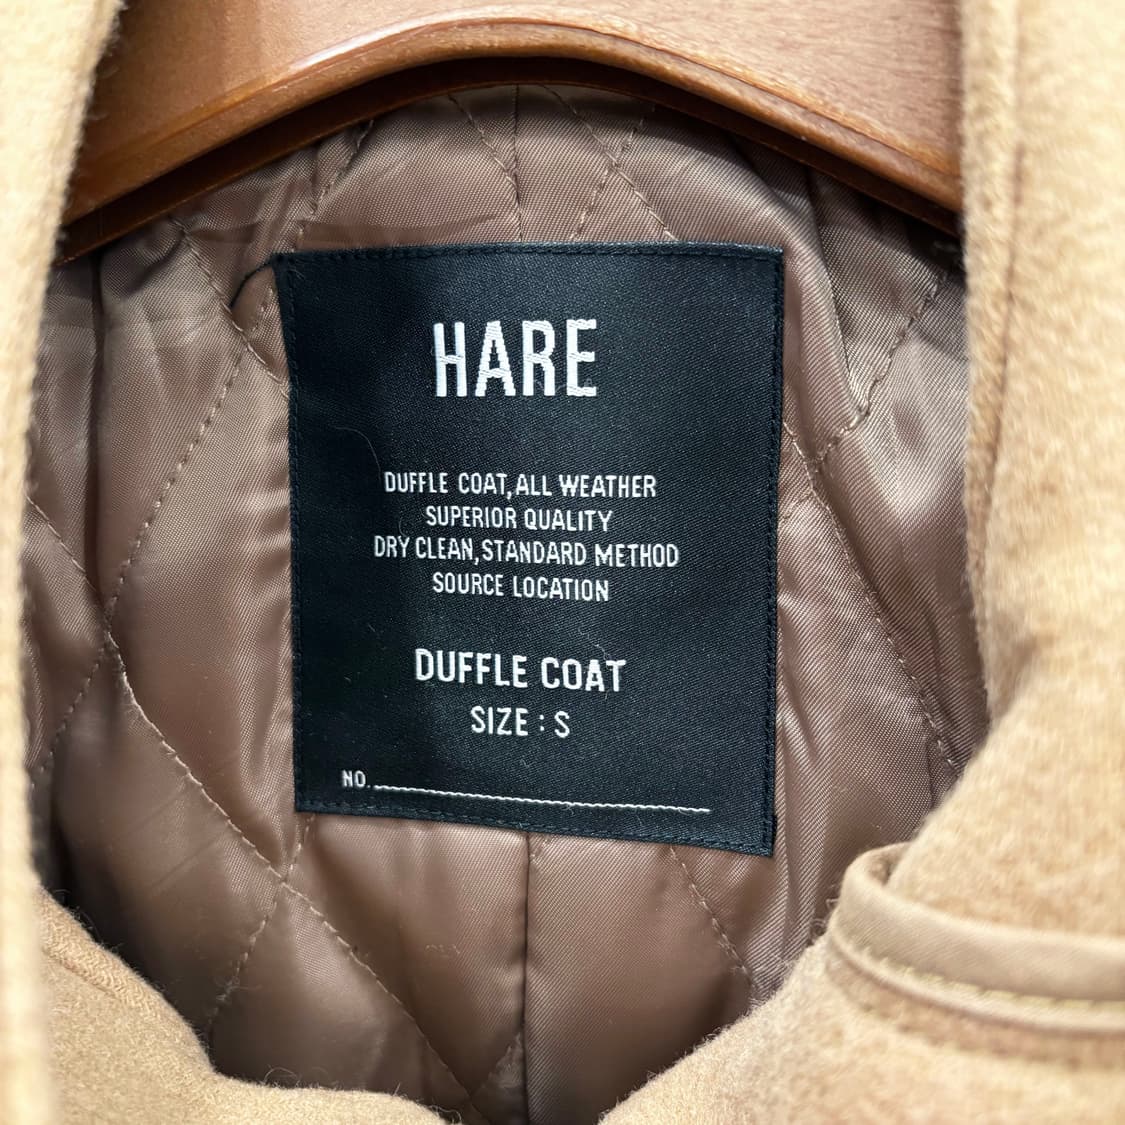 HARE
DUFFLE COAT, ALL WEATHER
SUPERIOR QUALITY
DRY CLEAN, STANDARD METHOD
SOURCE LOCATION
DUFFLE COAT
SIZE : S
NO.